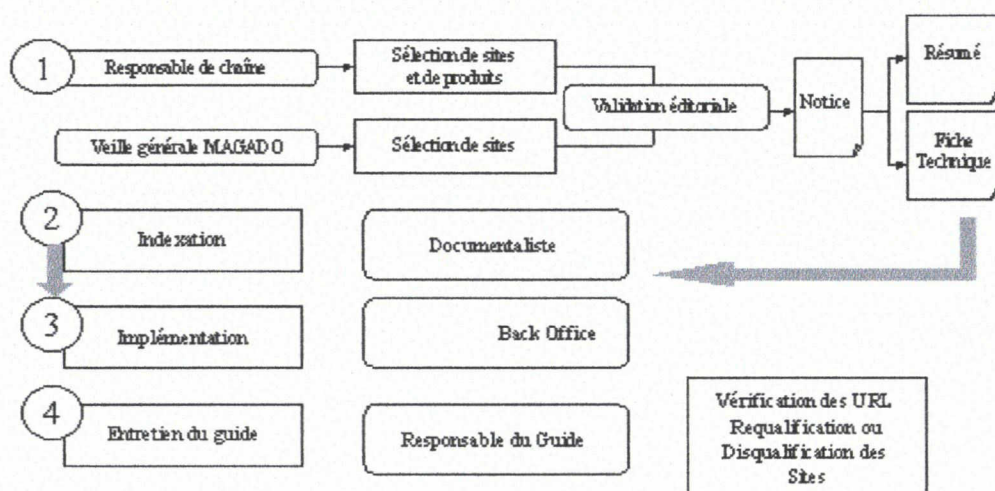 1
Responsable de chaîne
Sélection de sites
et de produits
Validation éditoriale
Notice
Résumé
Veille générale MAGADO
Sélection sites
Fiche
Technique
2
Indexation
Documentaliste
3
Implémentation
Back Office
4
Entretien du guide
Responsable du Guide
Vérification des URL
Requalification ou
Disqualification des
Sites